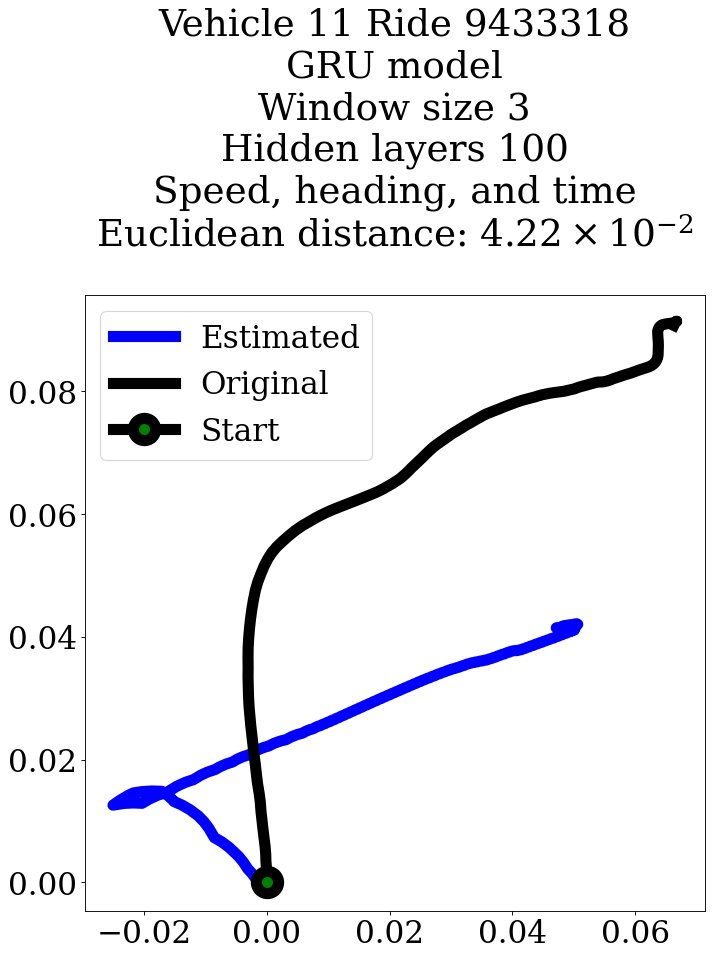 Vehicle 11 Ride 9433318
GRU model
Window size 3
Hidden layers 100
Speed, heading, and time
Euclidean distance: 4.22 × 10⁻²
Estimated
Original
Start
0.08
0.06
0.04
0.02
0.00
−0.02 0.00 0.02 0.04 0.06